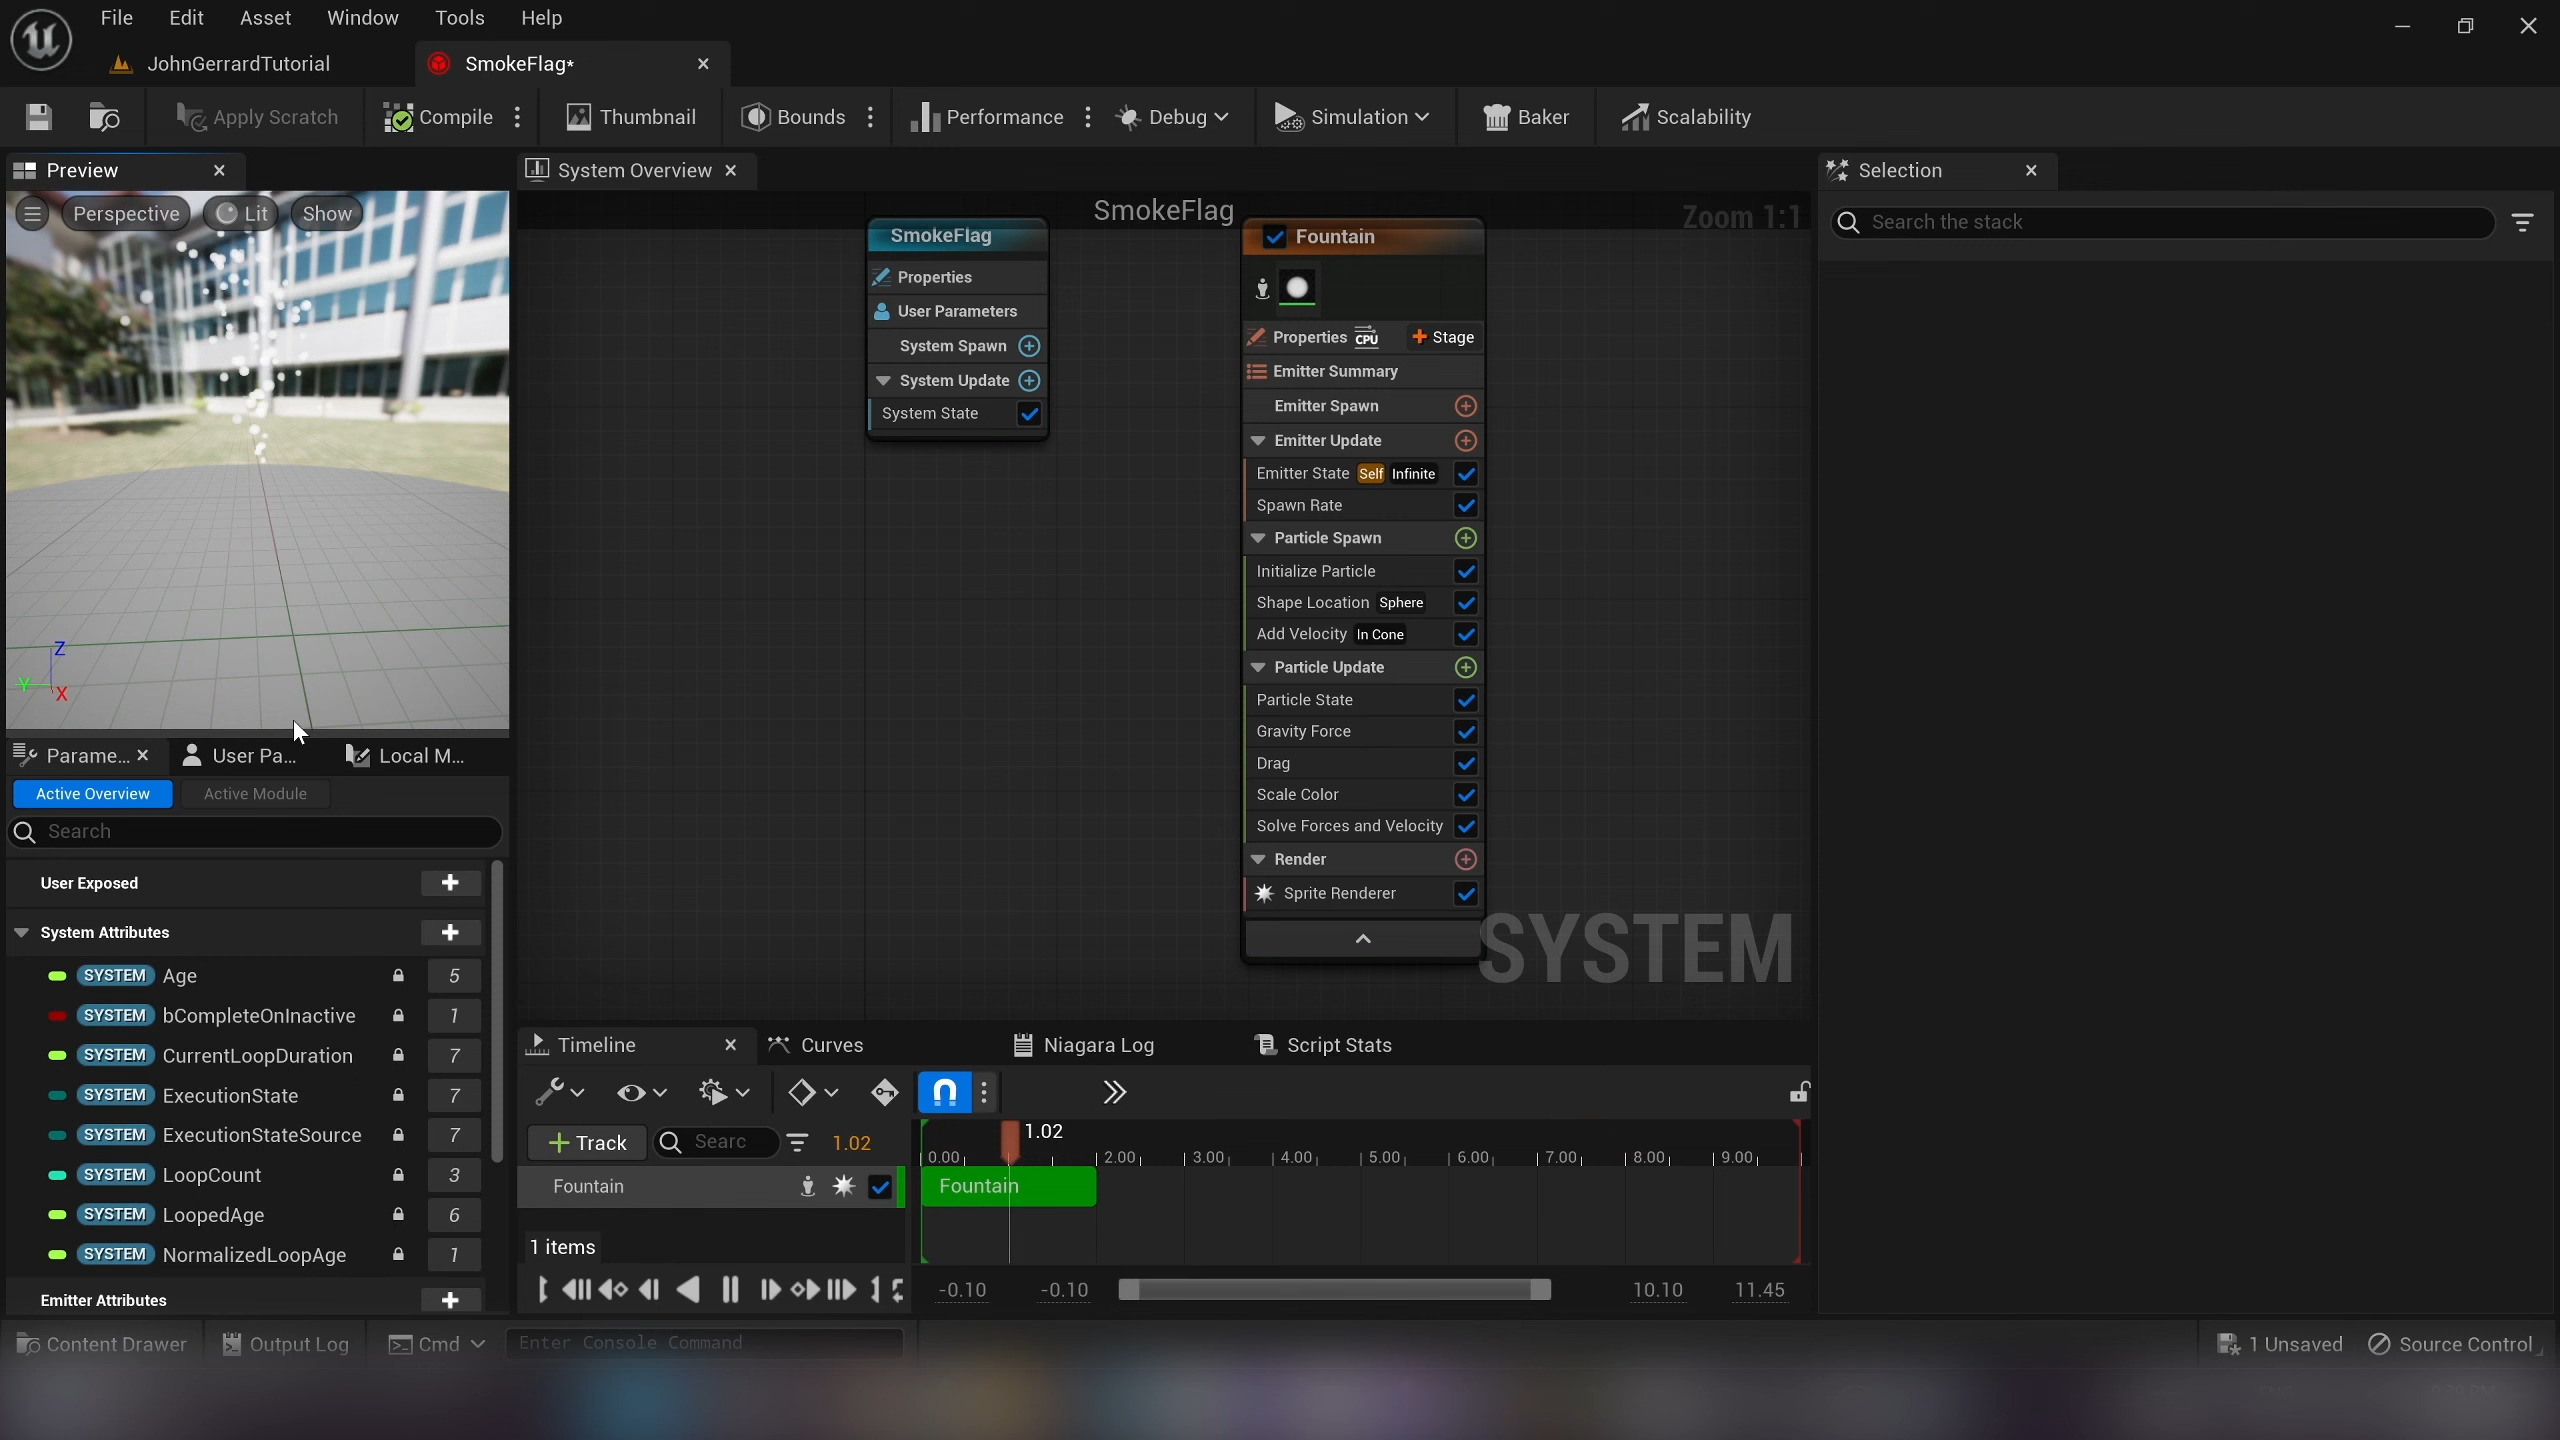 File Edit Asset Window Tools Help
JohnGerrardTutorial
SmokeFlag*
Apply Scratch
Compile
Thumbnail
Bounds
Performance
Debug
Simulation
Baker
Scalability
Preview
System Overview
Selection
Perspective
Lit
Show
SmokeFlag
Zoom 1:1
Search the stack
SmokeFlag
Properties
User Parameters
System Spawn
System Update
System State
Fountain
Properties CPU Stage
Emitter Summary
Emitter Spawn
Emitter Update
Emitter State Self Infinite
Spawn Rate
Particle Spawn
Initialize Particle
Shape Location Sphere
Add Velocity In Cone
Particle Update
Particle State
Gravity Force
Drag
Scale Color
Solve Forces and Velocity
Render
Sprite Renderer
SYSTEM
Z
Y
X
Parame...
User Pa...
Local M...
Active Overview
Active Module
Search
User Exposed
System Attributes
SYSTEM Age 5
SYSTEM bCompleteOnInactive 1
SYSTEM CurrentLoopDuration 7
SYSTEM ExecutionState 7
SYSTEM ExecutionStateSource 7
SYSTEM LoopCount 3
SYSTEM LoopedAge 6
SYSTEM NormalizedLoopAge 1
Emitter Attributes
Timeline
Curves
Niagara Log
Script Stats
Track
Searc
1.02
1.02
0.00 2.00 3.00 4.00 5.00 6.00 7.00 8.00 9.00
Fountain
Fountain
1 items
-0.10 -0.10 10.10 11.45
Content Drawer
Output Log
Cmd
Enter Console Command
1 Unsaved
Source Control